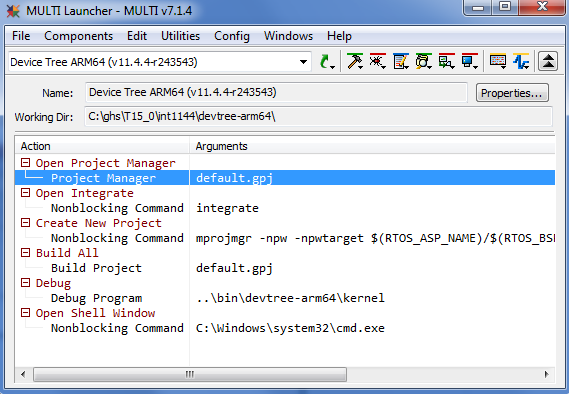 MULTI Launcher - MULTI v7.1.4
File Components Edit Utilities Config Windows Help
Device Tree ARM64 (v11.4.4-r243543)
Name: Device Tree ARM64 (v11.4.4-r243543) Properties...
Working Dir: C:\ghs\T15_0\int1144\devtree-arm64\
Action Arguments
Open Project Manager
Project Manager default.gpj
Open Integrate
Nonblocking Command integrate
Create New Project
Nonblocking Command mprojmgr -npw -npwtarget $(RTOS_ASP_NAME)/$(RTOS_BS
Build All
Build Project default.gpj
Debug
Debug Program ..\bin\devtree-arm64\kernel
Open Shell Window
Nonblocking Command C:\Windows\system32\cmd.exe